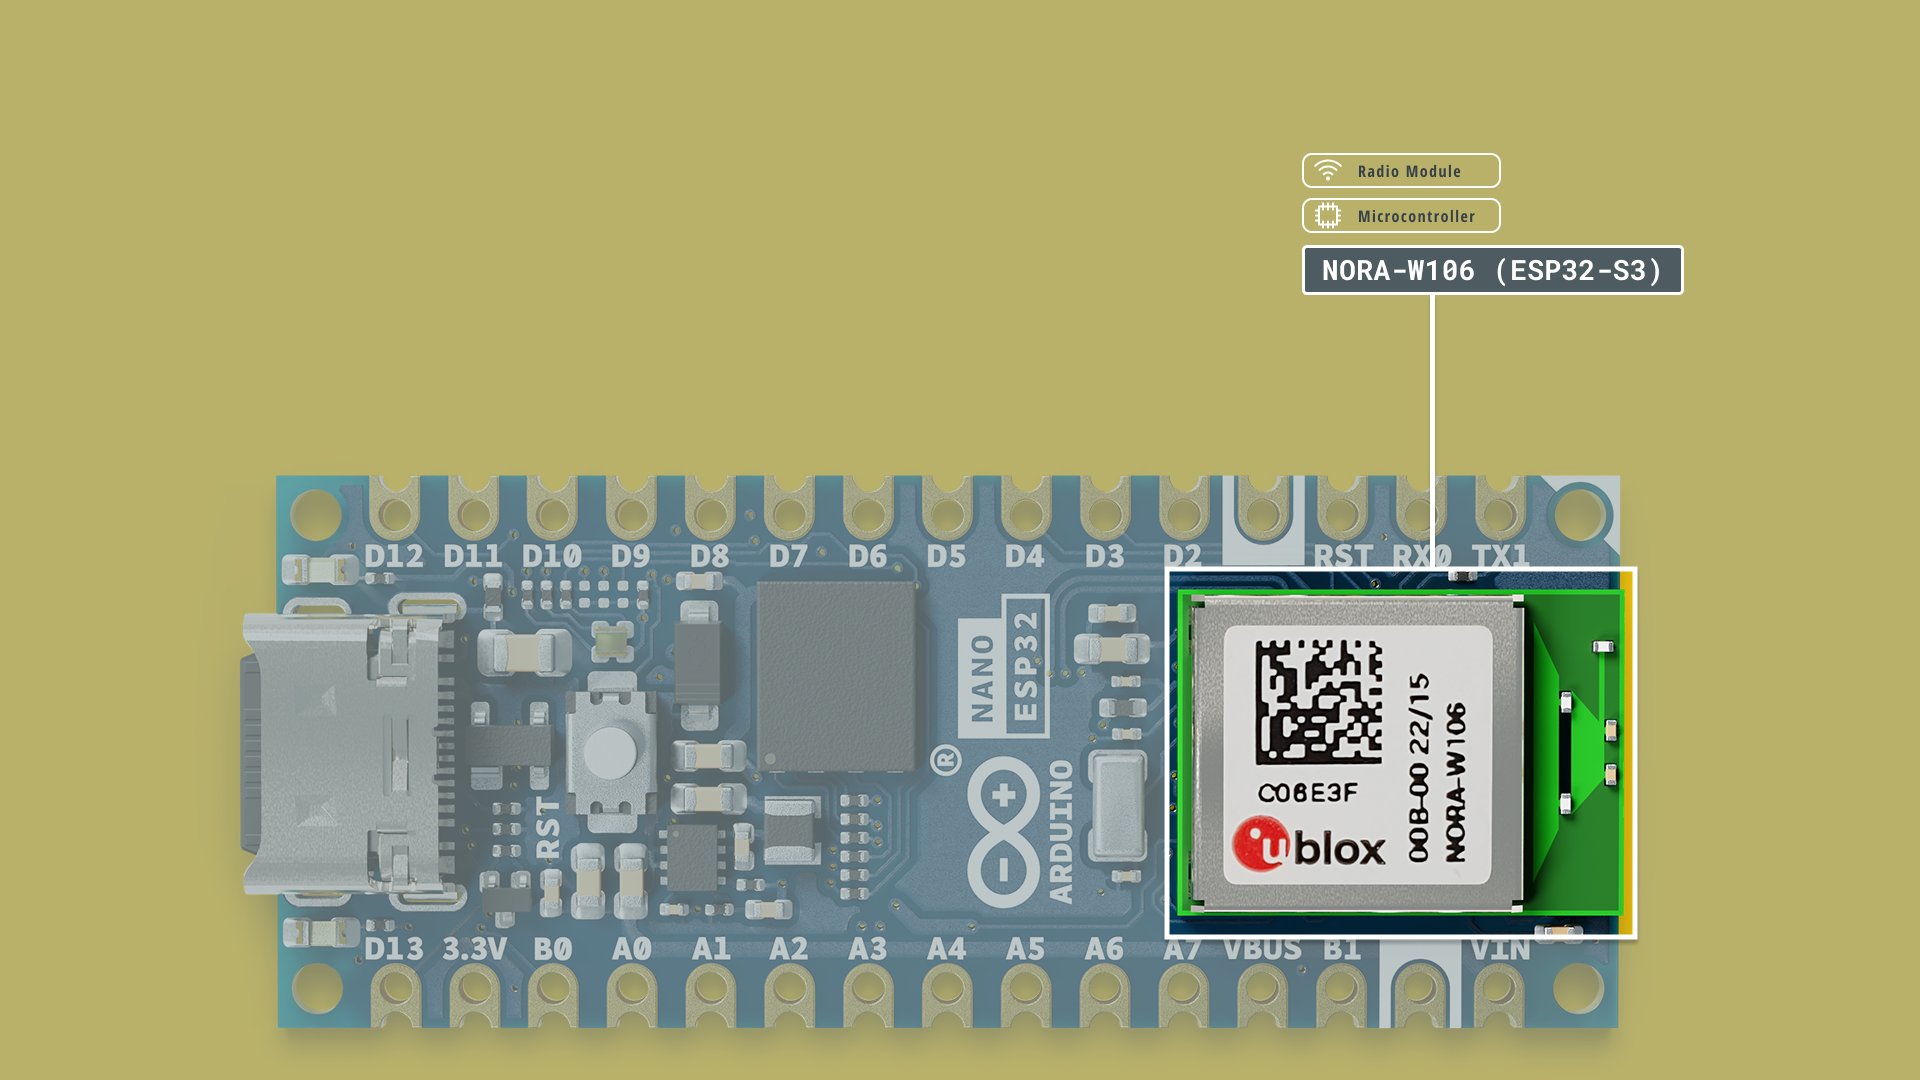 Radio Module
Microcontroller
NORA-W106 (ESP32-S3)
D12 D11 D10 D9 D8 D7 D6 D5 D4 D3 D2 RST RX0 TX1
NANO
ESP32
RST
®
ARDUINO
C06E3F
ublox
00B-00 22/15
NORA-W106
D13 3.3V B0 A0 A1 A2 A3 A4 A5 A6 A7 VBUS B1 VIN